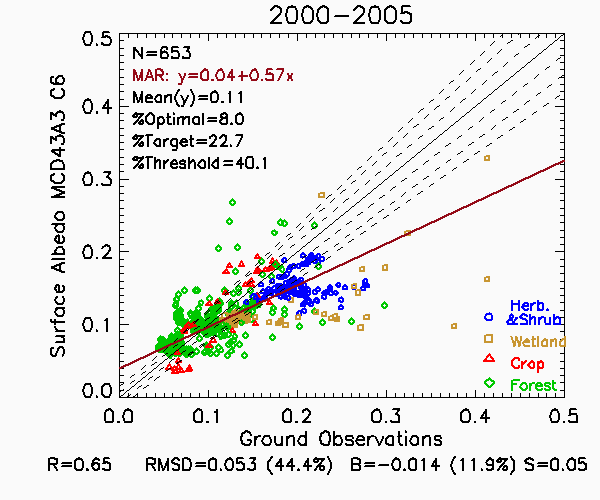 2000-2005
Surface Albedo MCD43A3 C6
0.5
0.4
0.3
0.2
0.1
0.0
N=653
MAR: y=0.04+0.57x
Mean(y)=0.11
%Optimal=8.0
%Target=22.7
%Threshold=40.1
Herb.
&Shrub
Wetland
Crop
Forest
0.0 0.1 0.2 0.3 0.4 0.5
Ground Observations
R=0.65 RMSD=0.053 (44.4%) B=-0.014 (11.9%) S=0.05